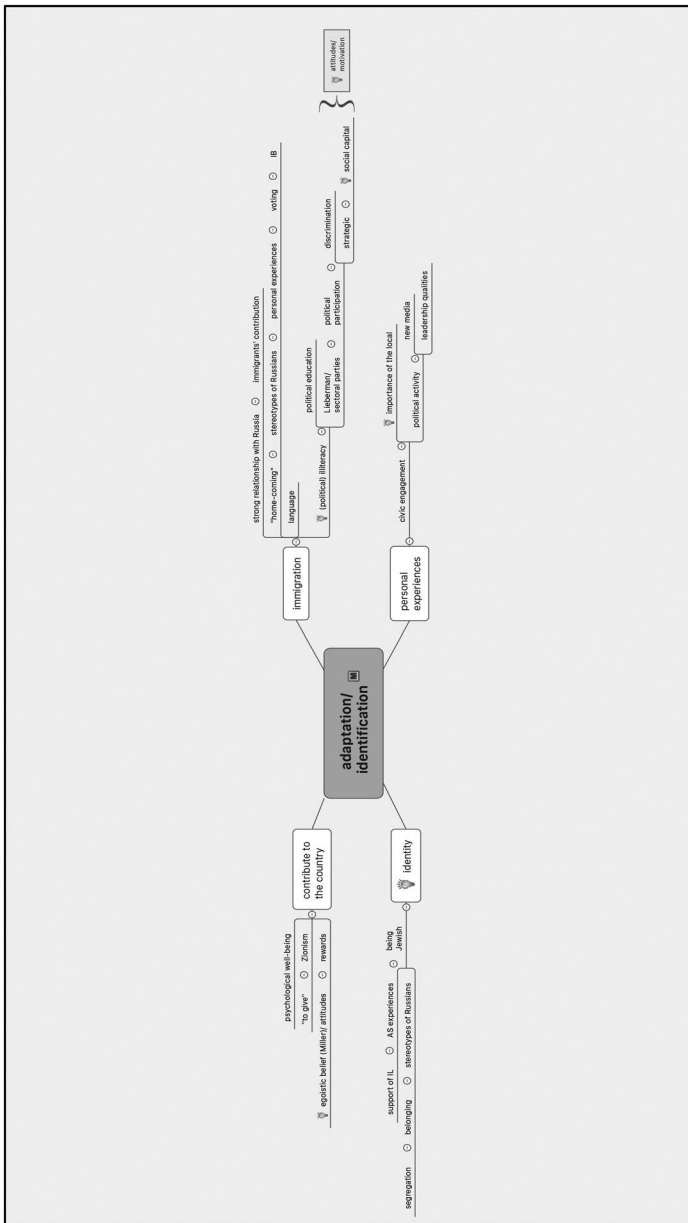 adaptation/
identification
M
immigration
strong relationship with Russia
immigrants' contribution
"home-coming"
stereotypes of Russians
personal experiences
voting
IB
language
(political) illiteracy
political education
Lieberman/
sectoral parties
political
participation
discrimination
strategic
social capital
}
attitudes/
motivation
personal
experiences
civic engagement
importance of the local
political activity
new media
leadership qualities
contribute to
the country
psychological well-being
Zionism
"to give"
rewards
egoistic belief (Miller)/ attitudes
identity
being
Jewish
AS experiences
support of IL
stereotypes of Russians
belonging
segregation